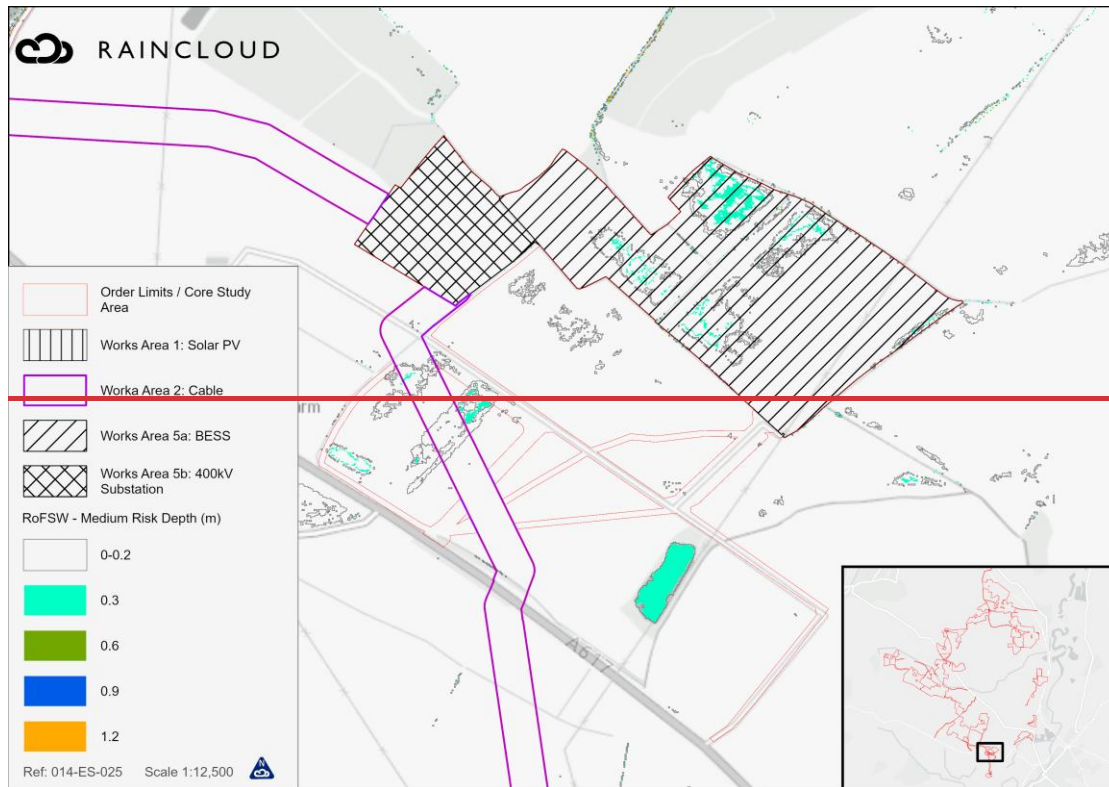 RAINCLOUD
Order Limits / Core Study
Area
Works Area 1: Solar PV
Worka Area 2: Cable
Works Area 5a: BESS
Works Area 5b: 400kV
Substation
RoFSW - Medium Risk Depth (m)
0-0.2
0.3
0.6
0.9
1.2
Ref: 014-ES-025 Scale 1:12,500
N
A617